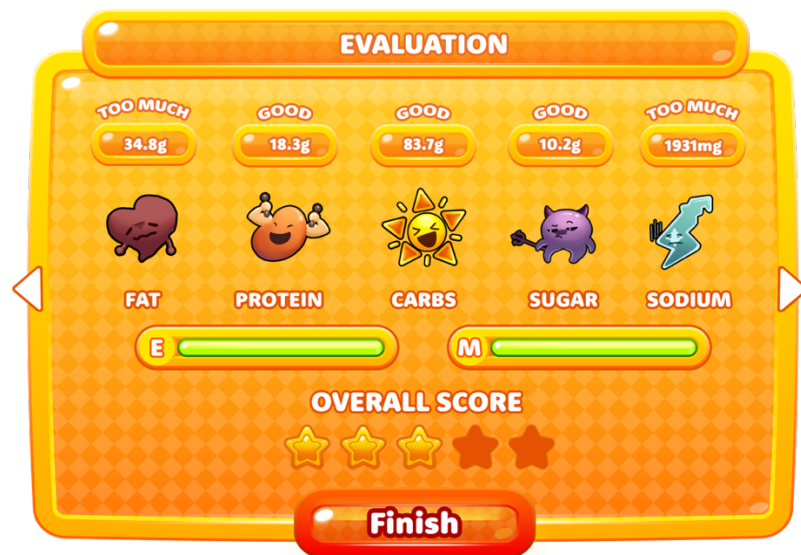 EVALUATION
TOO MUCH GOOD GOOD GOOD TOO MUCH
34.8g 18.3g 83.7g 10.2g 1931mg
FAT PROTEIN CARBS SUGAR SODIUM
E M
OVERALL SCORE
Finish